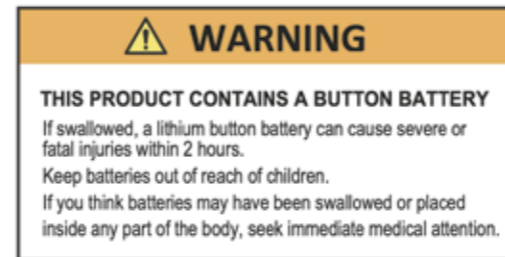 WARNING
THIS PRODUCT CONTAINS A BUTTON BATTERY
If swallowed, a lithium button battery can cause severe or
fatal injuries within 2 hours.
Keep batteries out of reach of children.
If you think batteries may have been swallowed or placed
inside any part of the body, seek immediate medical attention.